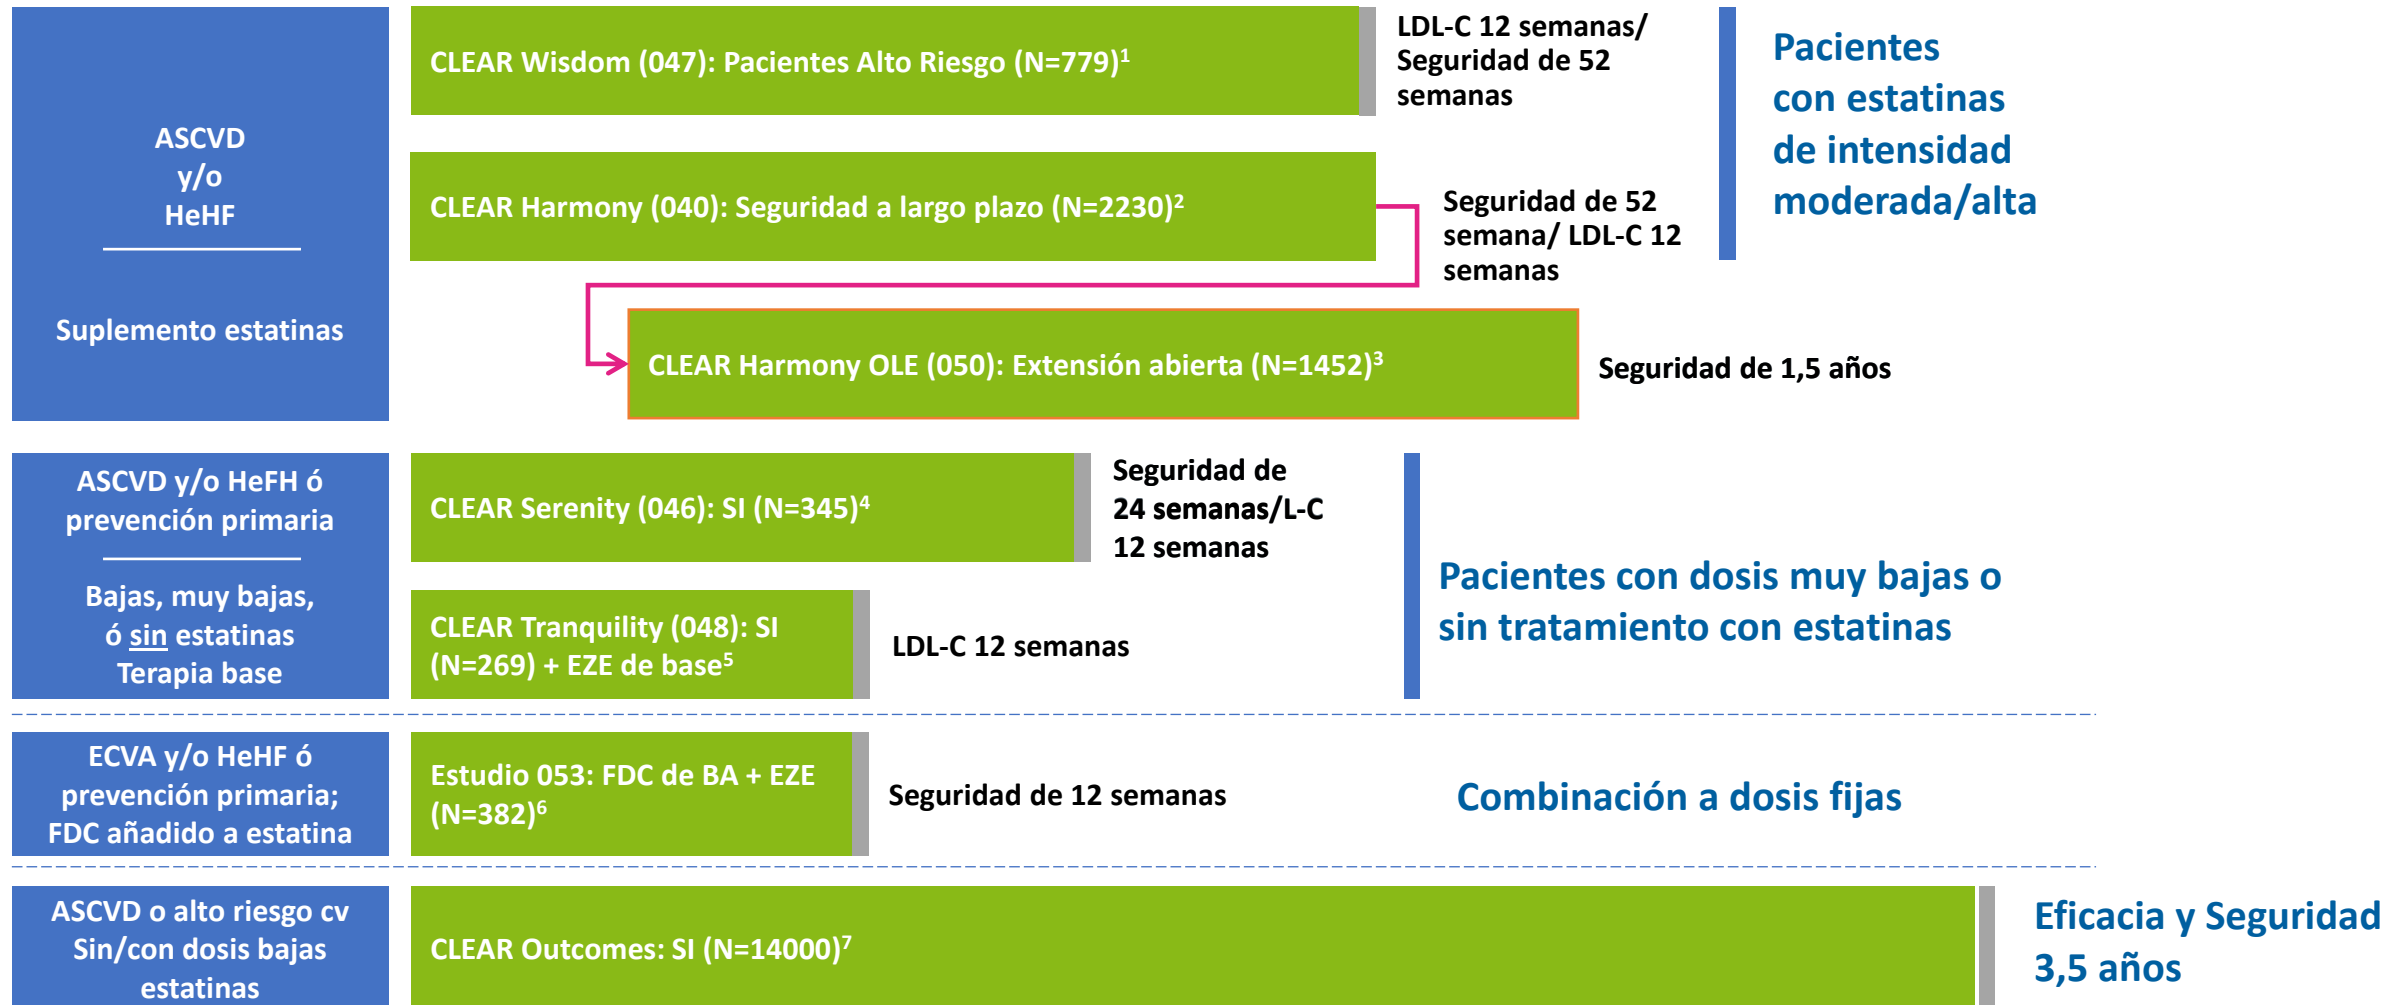 ASCVD
y/o
HeHF
Suplemento estatinas
CLEAR Wisdom (047): Pacientes Alto Riesgo (N=779)¹
LDL-C 12 semanas/
Seguridad de 52
semanas
CLEAR Harmony (040): Seguridad a largo plazo (N=2230)²
Seguridad de 52
semana/ LDL-C 12
semanas
CLEAR Harmony OLE (050): Extensión abierta (N=1452)³
Seguridad de 1,5 años
Pacientes
con estatinas
de intensidad
moderada/alta
ASCVD y/o HeFH ó
prevención primaria
Bajas, muy bajas,
ó sin estatinas
Terapia base
CLEAR Serenity (046): SI (N=345)⁴
Seguridad de
24 semanas/L-C
12 semanas
CLEAR Tranquility (048): SI
(N=269) + EZE de base⁵
LDL-C 12 semanas
Pacientes con dosis muy bajas o
sin tratamiento con estatinas
ECVA y/o HeHF ó
prevención primaria;
FDC añadido a estatina
Estudio 053: FDC de BA + EZE
(N=382)⁶
Seguridad de 12 semanas
Combinación a dosis fijas
ASCVD o alto riesgo cv
Sin/con dosis bajas
estatinas
CLEAR Outcomes: SI (N=14000)⁷
Eficacia y Seguridad
3,5 años